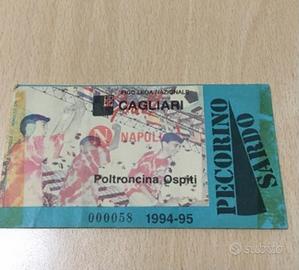 FIGC LEGA NAZIONALE
CAGLIARI
NAPOLI
Poltroncina Ospiti
000058 1994-95
PECORINO
SARDO
subito